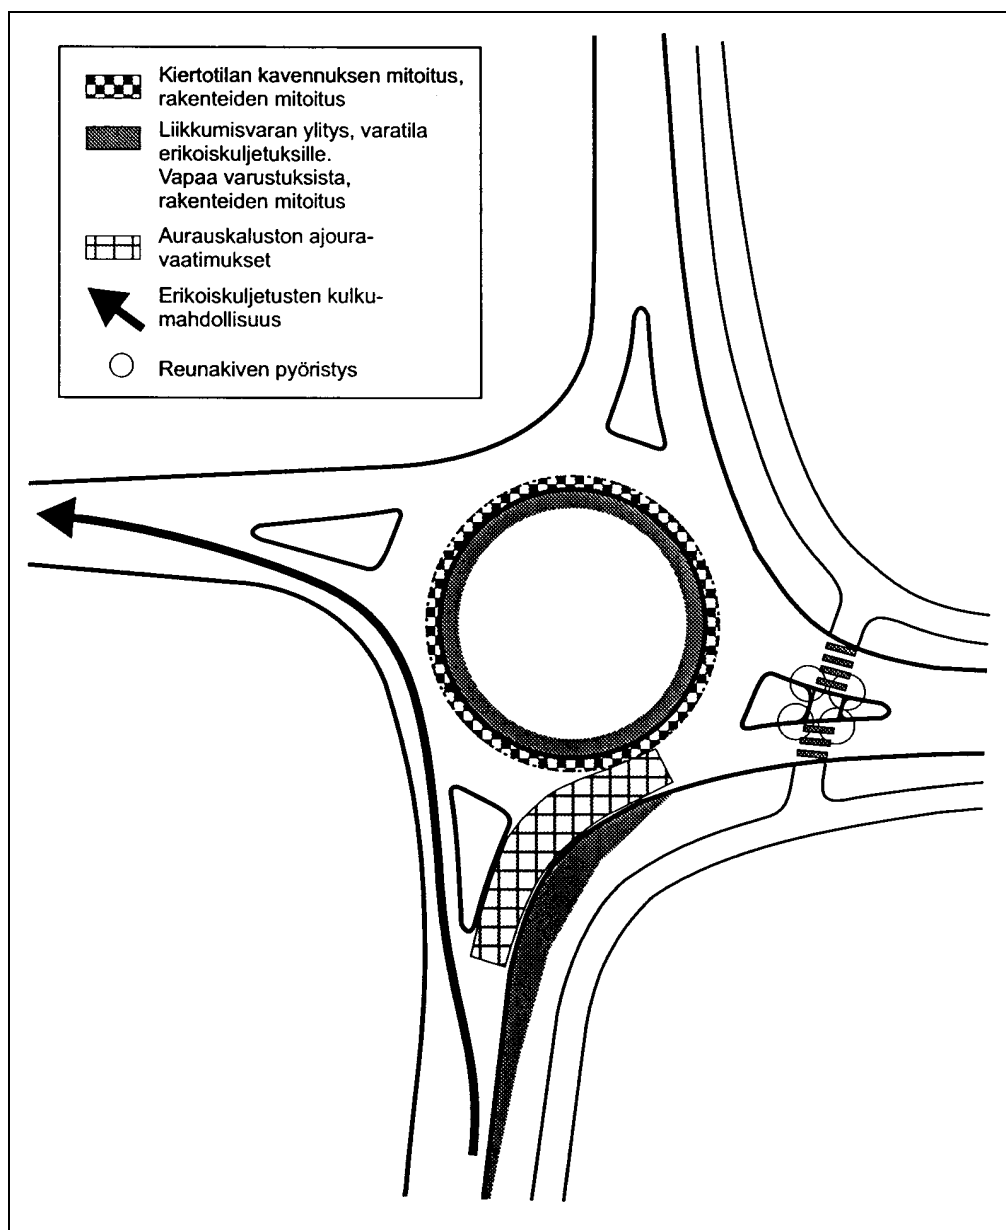 Kiertotilan kavennuksen mitoitus,
rakenteiden mitoitus
Liikkumisvaran ylitys, varatila
erikoiskuljetuksille.
Vapaa varustuksista,
rakenteiden mitoitus
Aurauskaluston ajoura-
vaatimukset
Erikoiskuljetusten kulku-
mahdollisuus
Reunakiven pyöristys